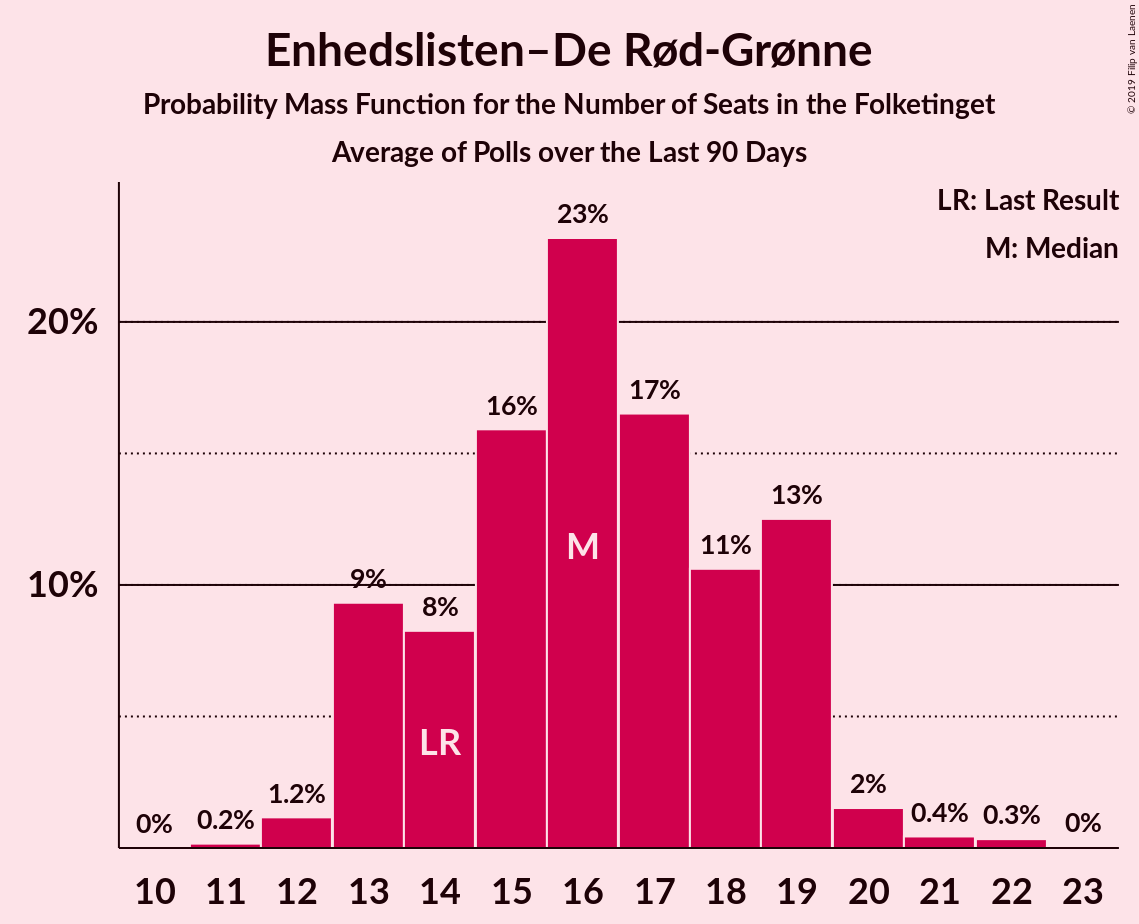 Enhedslisten–De Rød-Grønne
Probability Mass Function for the Number of Seats in the Folketinget
Average of Polls over the Last 90 Days
© 2019 Filip van Laenen
LR: Last Result
M: Median
20%
10%
0%
0.2%
1.2%
9%
8%
16%
23%
17%
11%
13%
2%
0.4%
0.3%
0%
LR
M
10 11 12 13 14 15 16 17 18 19 20 21 22 23